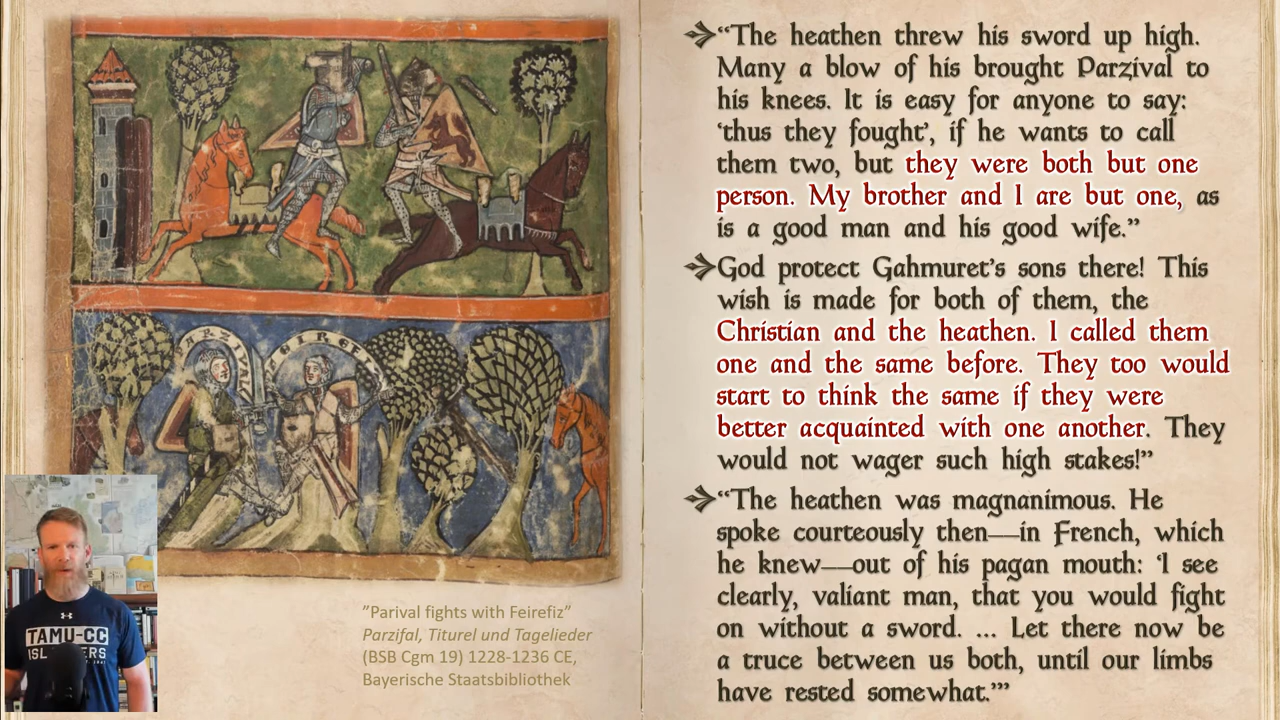 “The heathen threw his sword up high.
Many a blow of his brought Parzival to
his knees. It is easy for anyone to say:
‘thus they fought’, if he wants to call
them two, but they were both but one
person. My brother and I are but one, as
is a good man and his good wife.”
God protect Gahmuret’s sons there! This
wish is made for both of them, the
Christian and the heathen. I called them
one and the same before. They too would
start to think the same if they were
better acquainted with one another. They
would not wager such high stakes!”
“The heathen was magnanimous. He
spoke courteously then—in French, which
he knew—out of his pagan mouth: ‘I see
clearly, valiant man, that you would fight
on without a sword. ... Let there now be
a truce between us both, until our limbs
have rested somewhat.’”
”Parival fights with Feirefiz”
Parzifal, Titurel und Tagelieder
(BSB Cgm 19) 1228-1236 CE,
Bayerische Staatsbibliothek
TAMU-CC